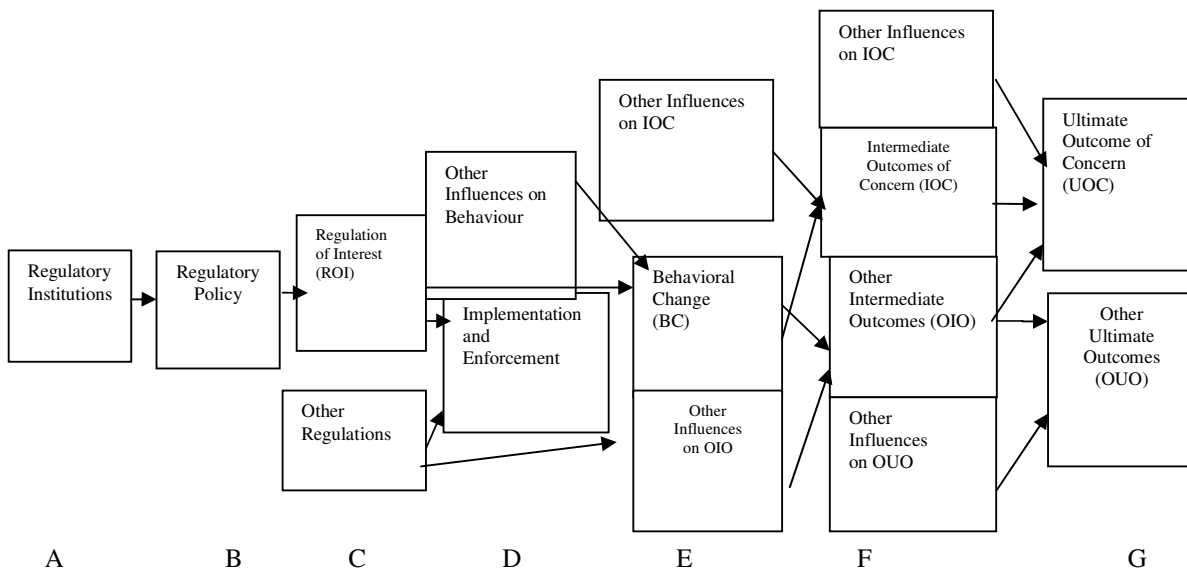 Regulatory
Institutions
Regulatory
Policy
Regulation
of Interest
(ROI)
Other
Regulations
Other
Influences on
Behaviour
Implementation
and
Enforcement
Other Influences
on IOC
Behavioral
Change
(BC)
Other
Influences
on OIO
Other Influences
on IOC
Intermediate
Outcomes of
Concern (IOC)
Other
Intermediate
Outcomes (OIO)
Other
Influences
on OUO
Ultimate
Outcome of
Concern
(UOC)
Other
Ultimate
Outcomes
(OUO)
A B C D E F G